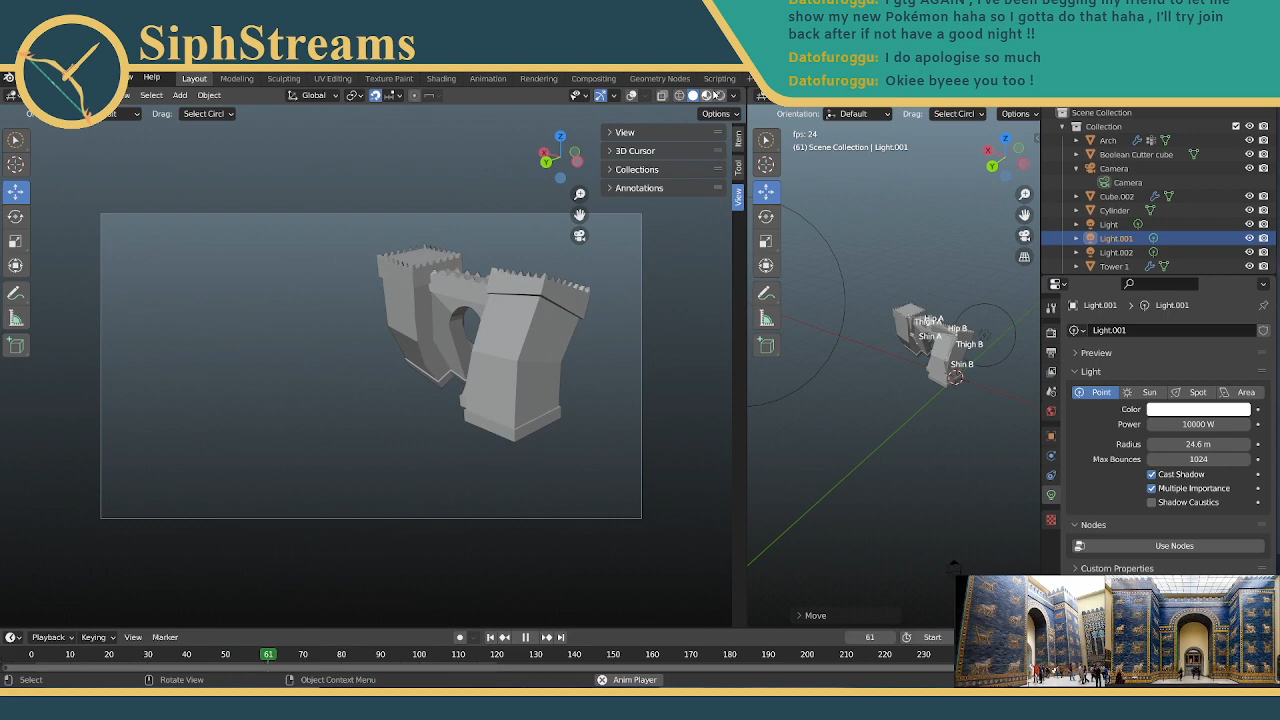 SiphStreams
Datofuroggu: I gtg AGAIN , I've been begging my friend to let me
show my new Pokémon haha so I gotta do that haha , I'll try join
back after if not have a good night !!
Datofuroggu: I do apologise so much
Datofuroggu: Okiee byeee you too !
Help
Layout
Modeling
Sculpting
UV Editing
Texture Paint
Shading
Animation
Rendering
Compositing
Geometry Nodes
Scripting
Select
Add
Object
Global
Drag:
Select Circl
Options
View
3D Cursor
Collections
Annotations
Item
Tool
View
Orientation:
Default
Drag:
Select Circl
Options
fps: 24
(61) Scene Collection | Light.001
Hip A
Thigh A
Hip B
Shin A
Thigh B
Shin B
Move
Scene Collection
Collection
Arch
Boolean Cutter cube
Camera
Camera
Cube.002
Cylinder
Light
Light.001
Light.002
Tower 1
Light.001
Light.001
Light.001
Preview
Light
Point
Sun
Spot
Area
Color
Power
10000 W
Radius
24.6 m
Max Bounces
1024
Cast Shadow
Multiple Importance
Shadow Caustics
Nodes
Use Nodes
Custom Properties
Playback
Keying
View
Marker
61
Start
0
10
20
30
40
50
61
70
80
90
100
110
120
130
140
150
160
170
180
190
200
210
220
230
Select
Rotate View
Object Context Menu
Anim Player
X
Y
Z
X
Y
Z